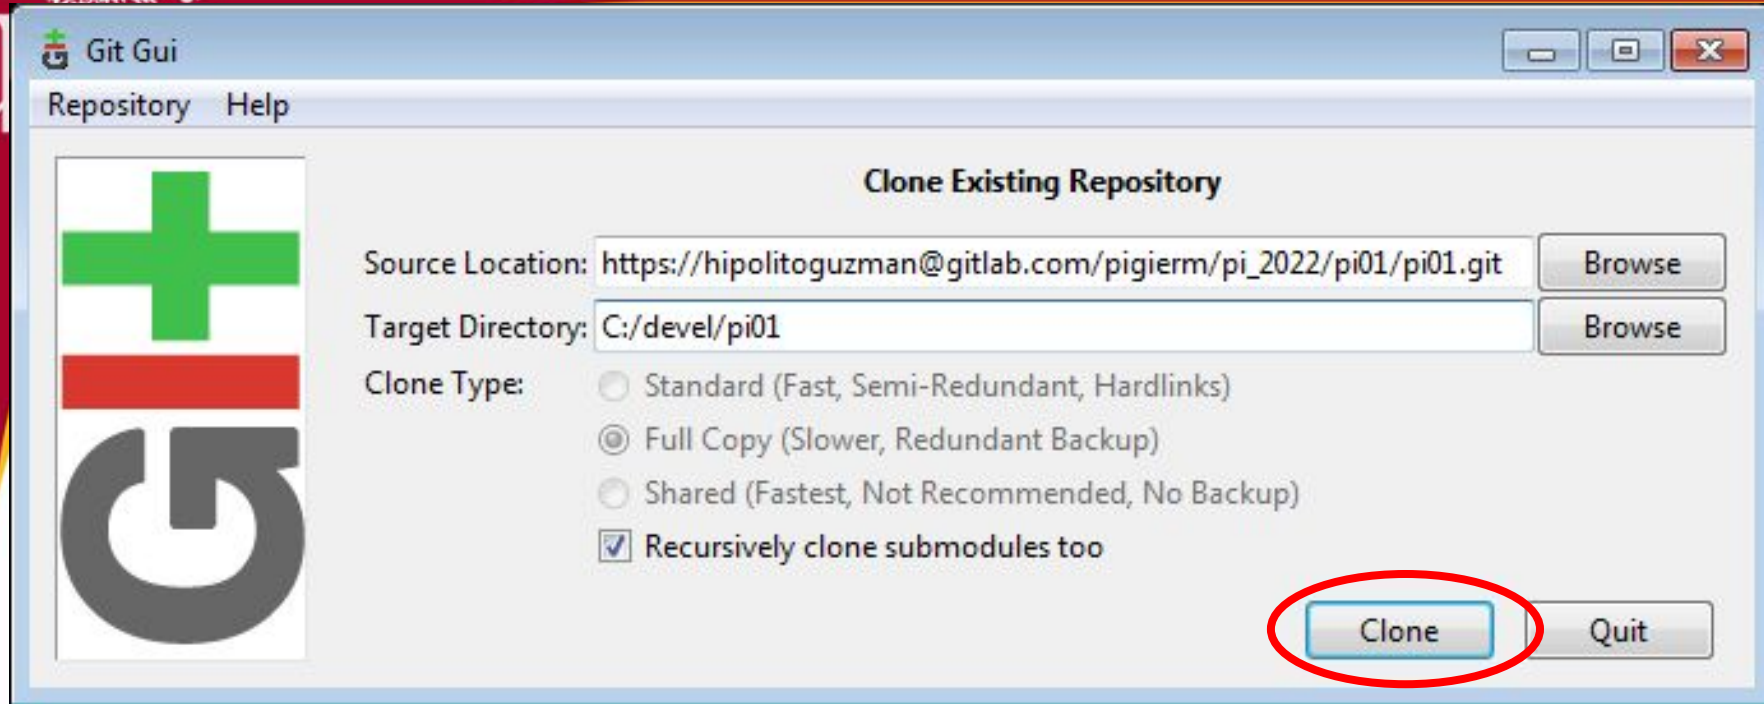 Git Gui
Repository Help
Clone Existing Repository
Source Location: https://hipolitoguzman@gitlab.com/pigierm/pi_2022/pi01/pi01.git Browse
Target Directory: C:/devel/pi01 Browse
Clone Type: Standard (Fast, Semi-Redundant, Hardlinks)
Full Copy (Slower, Redundant Backup)
Shared (Fastest, Not Recommended, No Backup)
Recursively clone submodules too
Clone Quit
GIt